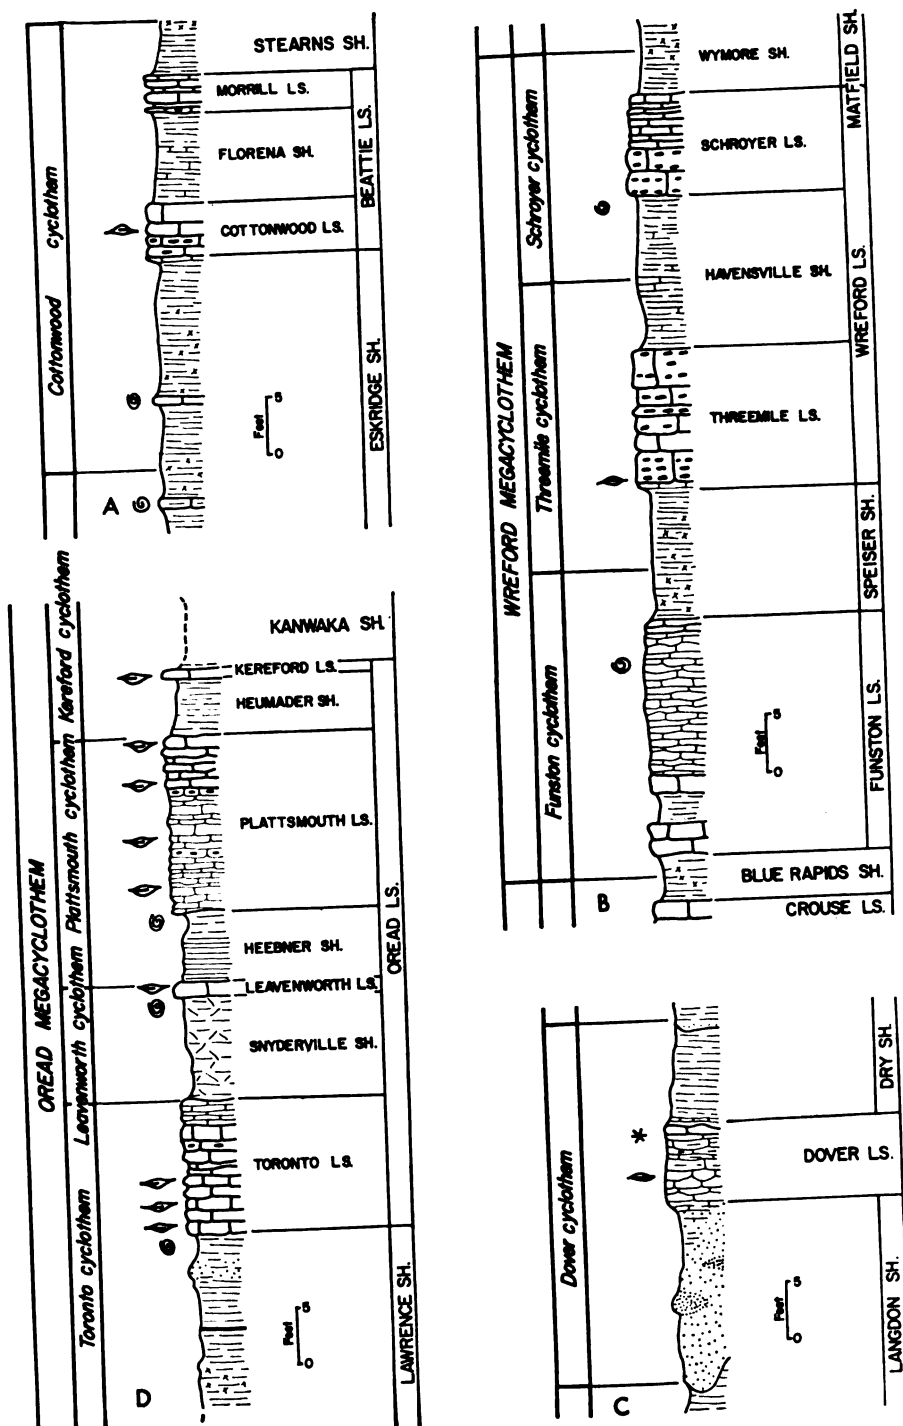 STEARNS SH.
MORRILL LS.
FLORENA SH.
COTTONWOOD LS.
BEATTIE LS.
ESKRIDGE SH.
Cottonwood cyclothem
Feet
5
0
A
WYMORE SH.
SCHROYER LS.
HAVENSVILLE SH.
THREEMILE LS.
MATFIELD SH.
WREFORD LS.
SPEISER SH.
FUNSTON LS.
BLUE RAPIDS SH.
CROUSE LS.
WREFORD MEGACYCLOTHEM
Schroyer cyclothem
Threemile cyclothem
Funston cyclothem
Feet
5
0
B
KANWAKA SH.
KEREFORD LS.
HEUMADER SH.
PLATTSMOUTH LS.
HEEBNER SH.
LEAVENWORTH LS.
SNYDERVILLE SH.
TORONTO LS.
OREAD LS.
LAWRENCE SH.
OREAD MEGACYCLOTHEM
Toronto cyclothem Leavenworth cyclothem Plattsmouth cyclothem Kereford cyclothem
Feet
5
0
D
DRY SH.
DOVER LS.
LANGDON SH.
Dover cyclothem
*
Feet
5
0
C